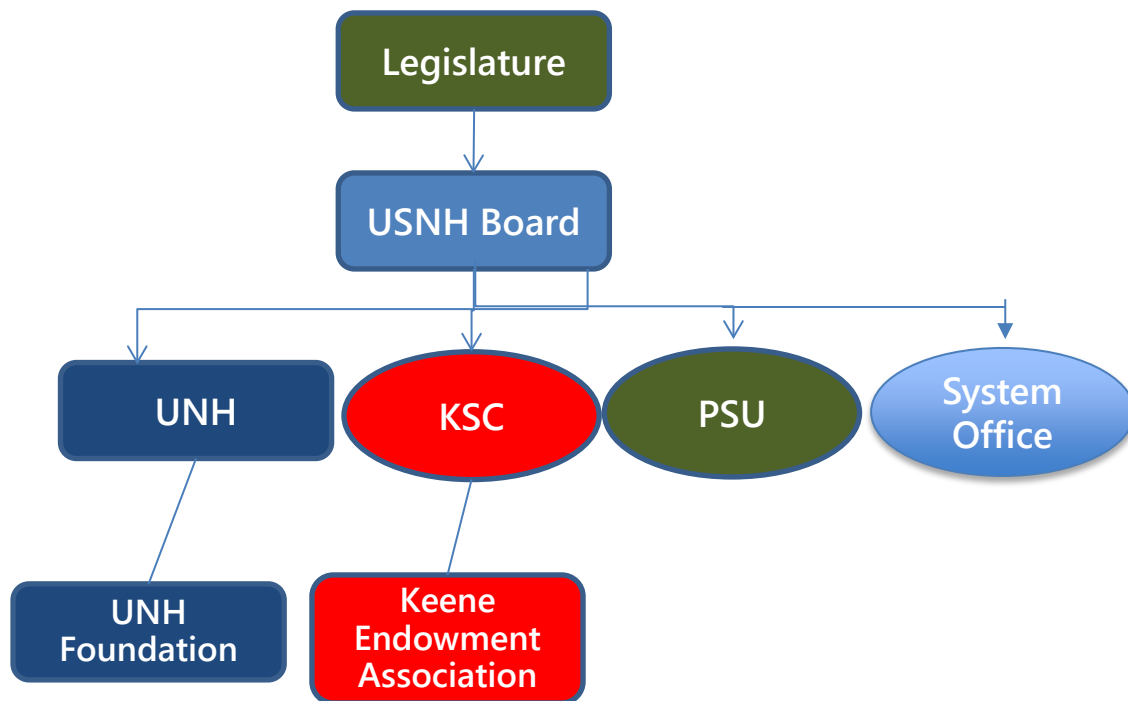 Legislature
USNH Board
UNH
KSC
PSU
System
Office
UNH
Foundation
Keene
Endowment
Association